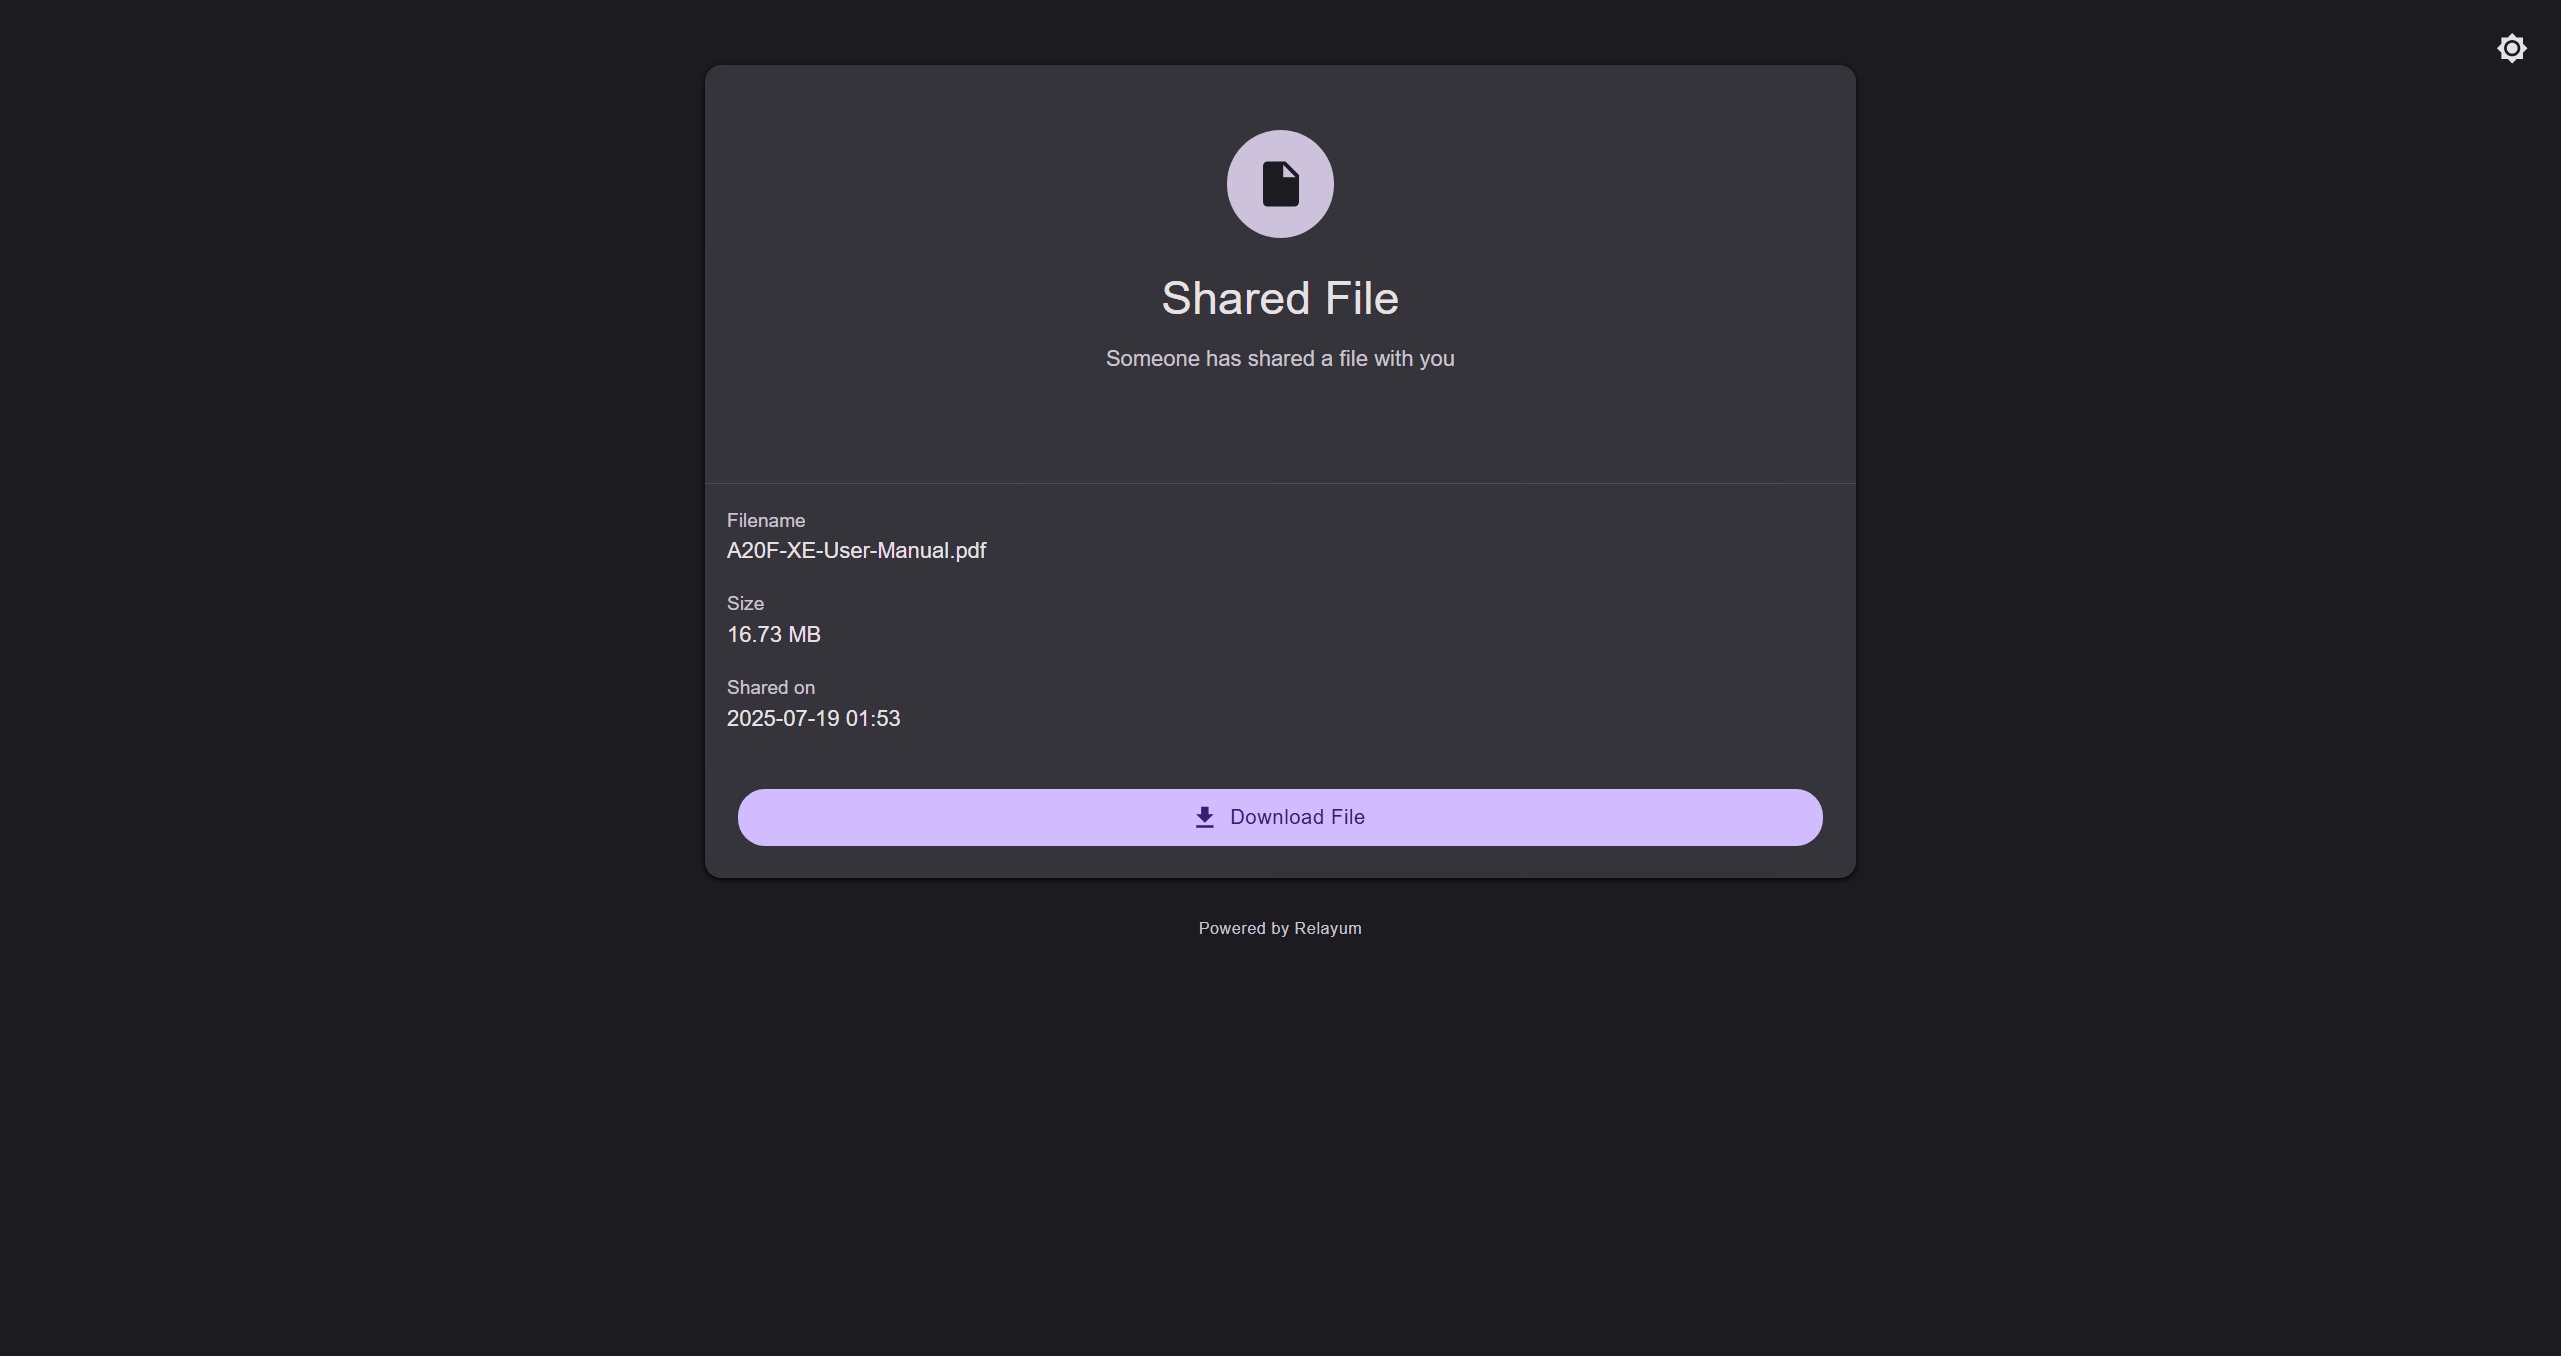 Shared File
Someone has shared a file with you
Filename
A20F-XE-User-Manual.pdf
Size
16.73 MB
Shared on
2025-07-19 01:53
Download File
Powered by Relayum